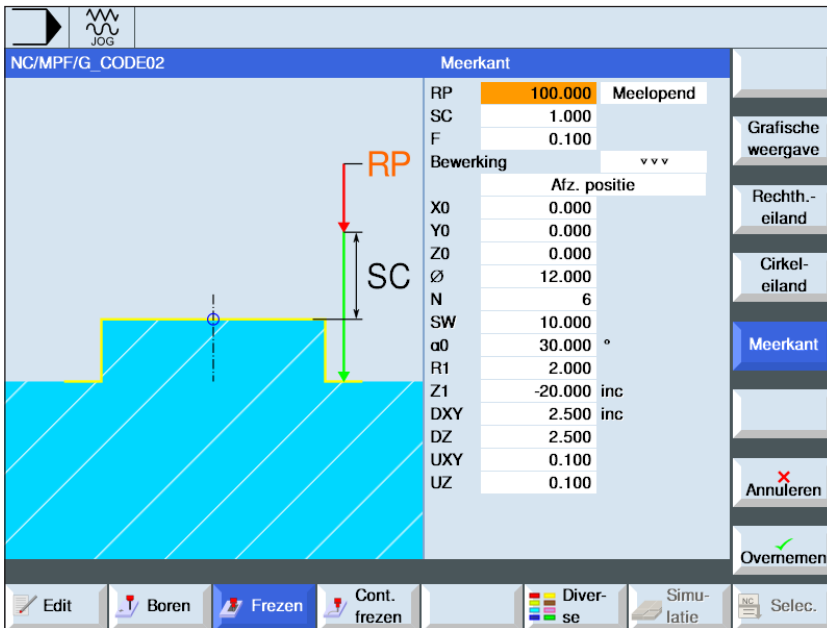 JOG
NC/MPF/G_CODE02
Meerkant
RP 100.000 Meelopend
SC 1.000
F 0.100
Bewerking ▿▿▿
Afz. positie
X0 0.000
Y0 0.000
Z0 0.000
Ø 12.000
N 6
SW 10.000
α0 30.000 °
R1 2.000
Z1 -20.000 inc
DXY 2.500 inc
DZ 2.500
UXY 0.100
UZ 0.100
RP
SC
Grafische
weergave
Rechth.-
eiland
Cirkel-
eiland
Meerkant
Annuleren
Overnemen
Edit
Boren
Frezen
Cont.
frezen
Diver-
se
Simu-
latie
NC
Selec.